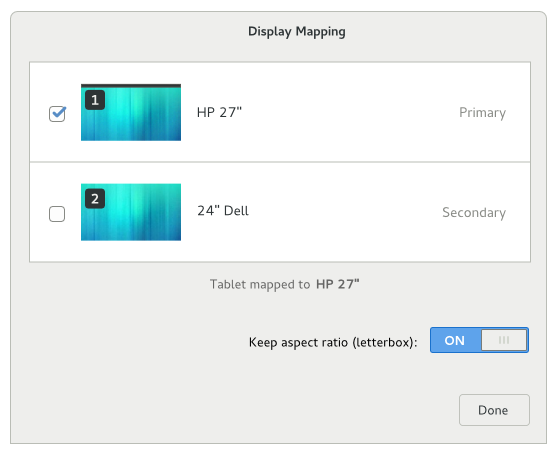 Display Mapping
1
HP 27" Primary
2
24" Dell Secondary
Tablet mapped to HP 27"
Keep aspect ratio (letterbox): ON
Done